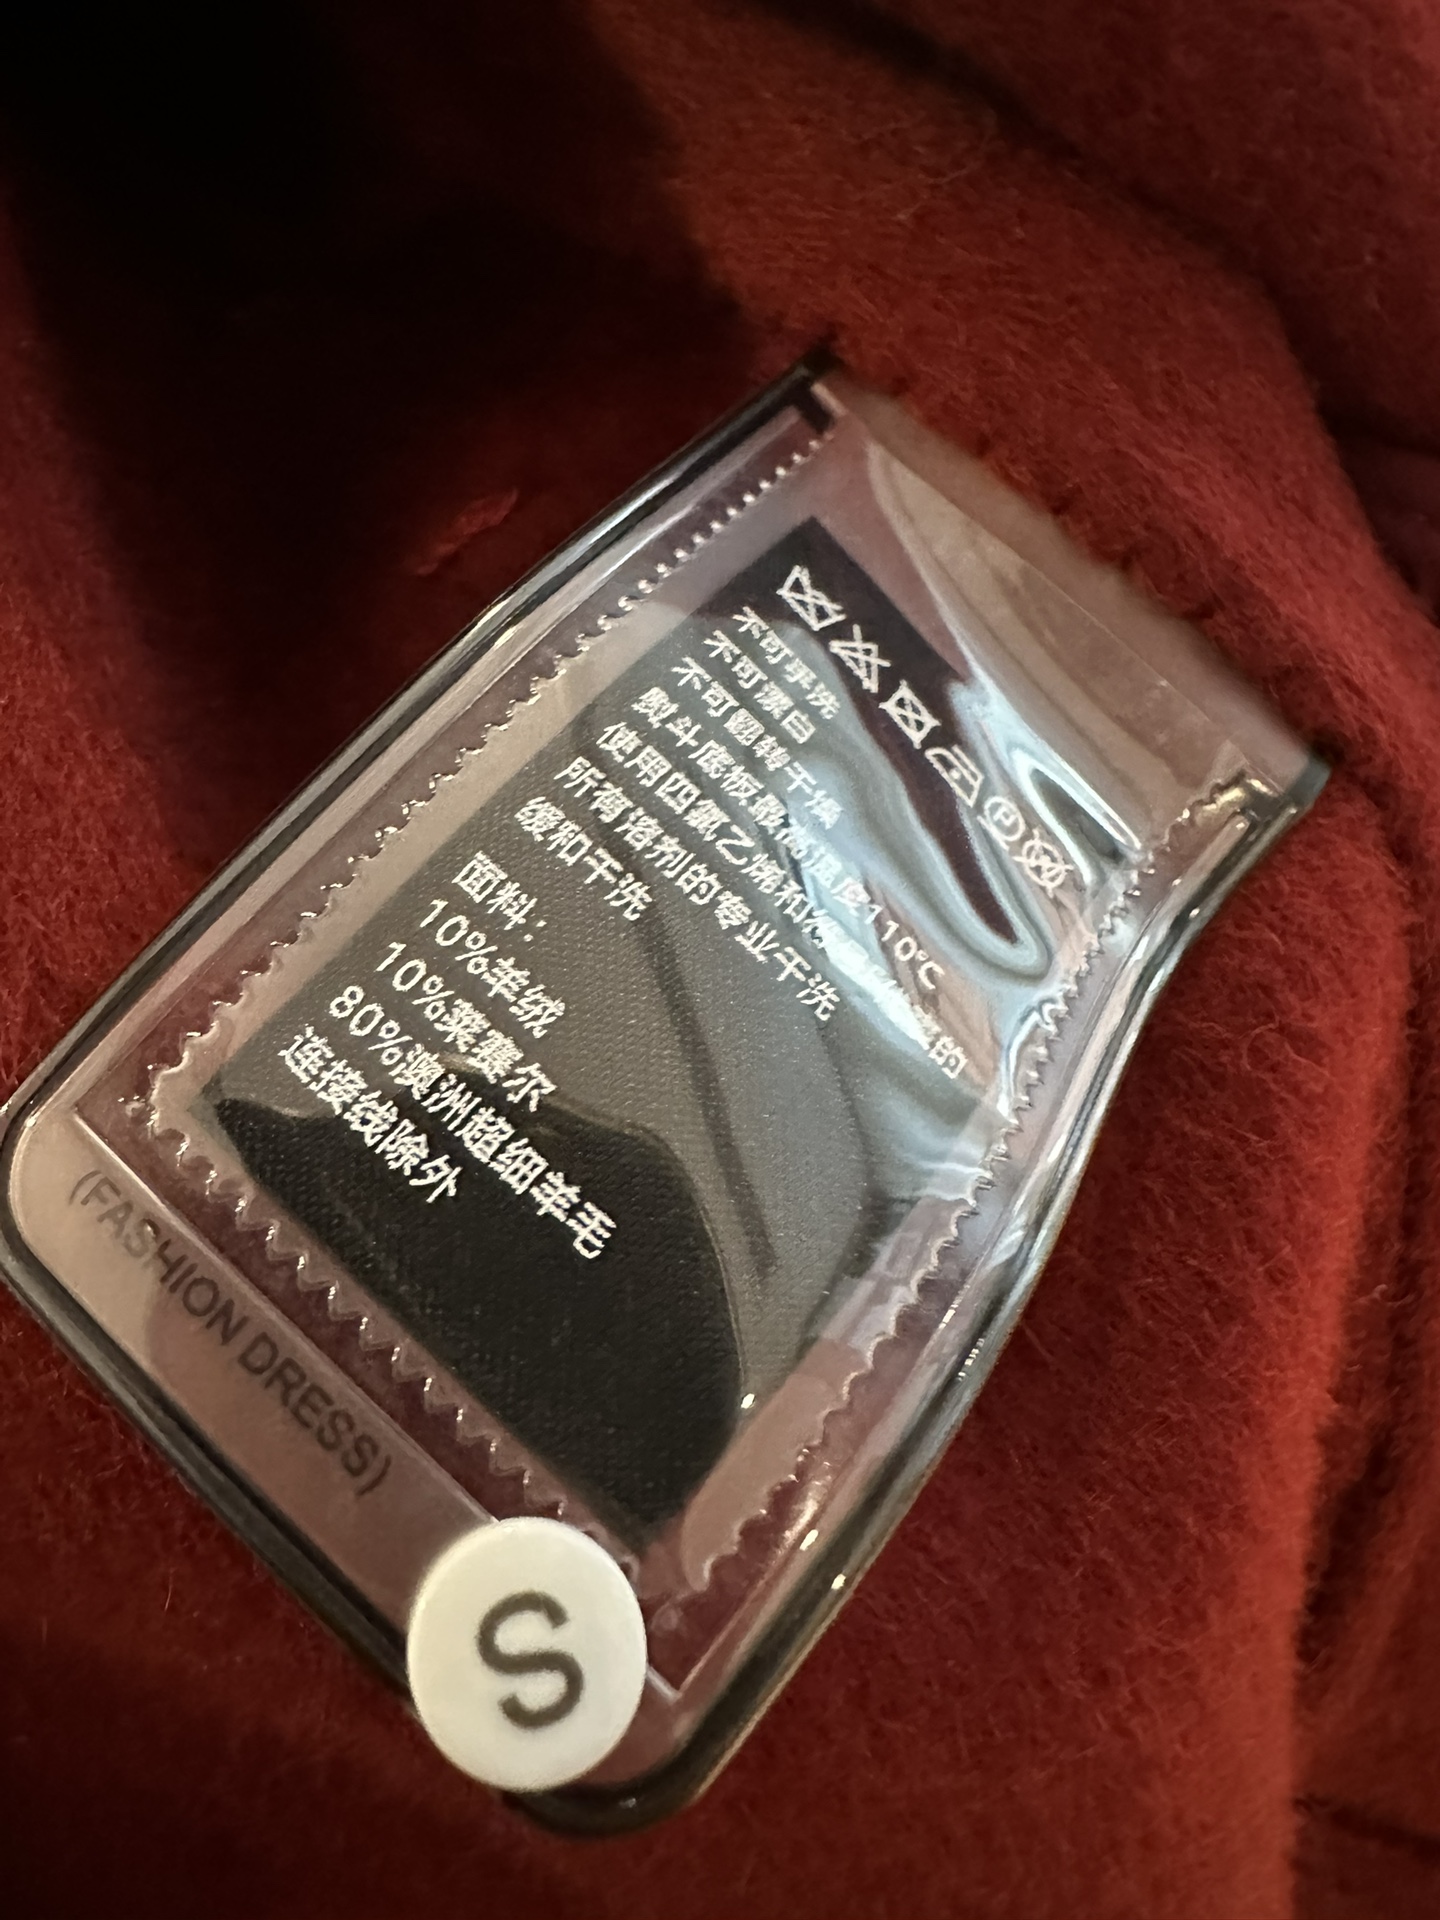 不可手洗
不可漂白
不可翻转干燥
熨斗底板最高温度110℃
使用四氯乙烯和
的
所有溶剂的专业干洗
缓和干洗
面料:
10%羊绒
10%莱赛尔
80%澳洲超细羊毛
连接线除外
(FASHION DRESS)
S